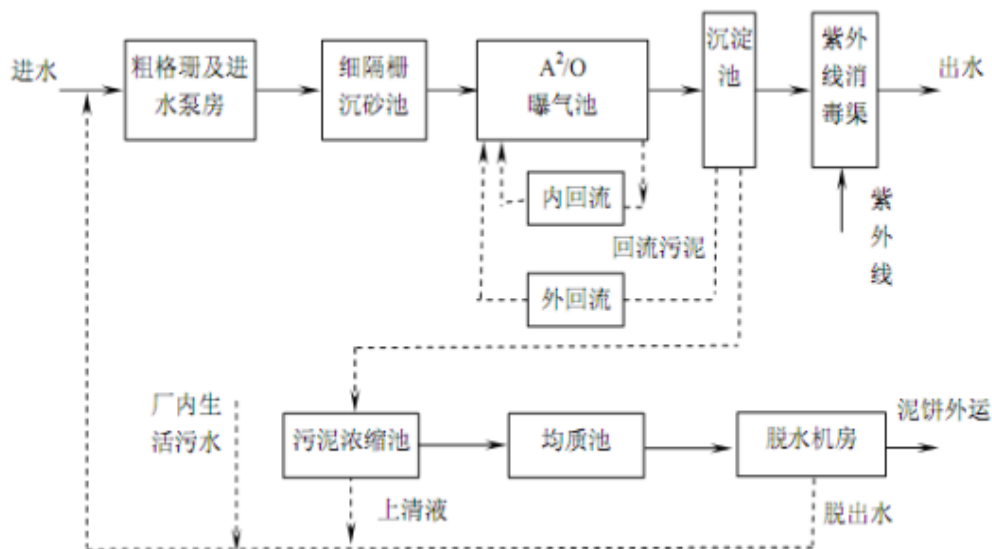 进水
粗格珊及进
水泵房
细隔栅
沉砂池
A²/O
曝气池
沉淀
池
紫外
线消
毒渠
出水
内回流
回流污泥
紫
外
线
外回流
厂内生
活污水
污泥浓缩池
均质池
脱水机房
泥饼外运
上清液
脱出水